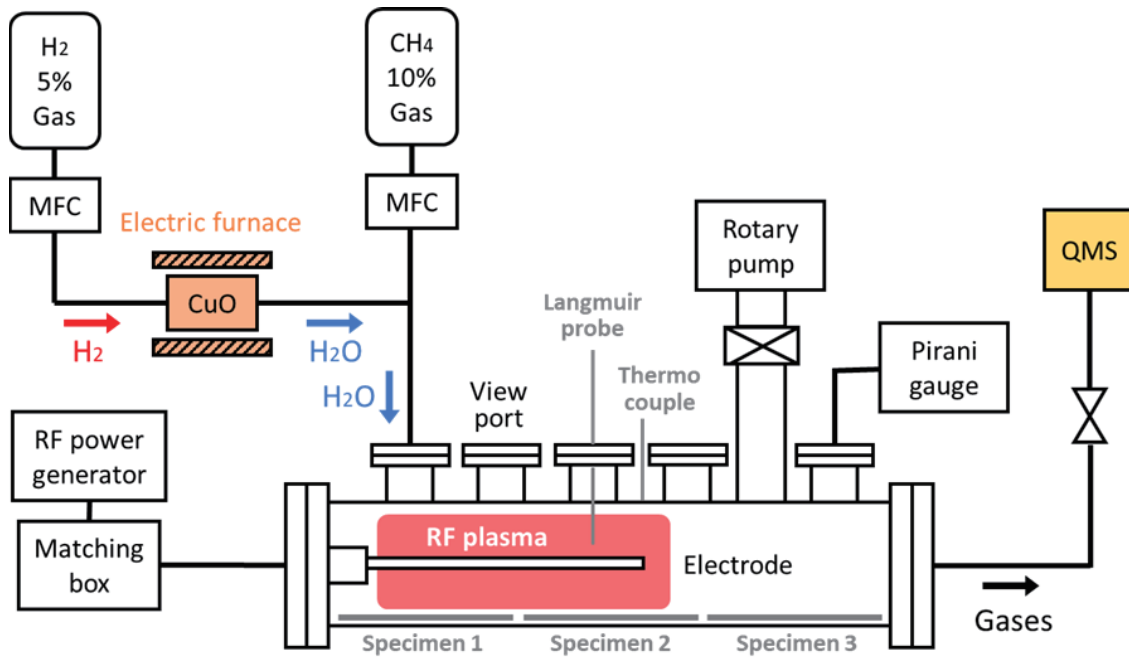 H2
5%
Gas
CH4
10%
Gas
MFC
MFC
Electric furnace
CuO
H2
H2O
H2O
Rotary
pump
QMS
Langmuir
probe
Thermo
couple
Pirani
gauge
View
port
RF power
generator
Matching
box
RF plasma
Electrode
Gases
Specimen 1
Specimen 2
Specimen 3